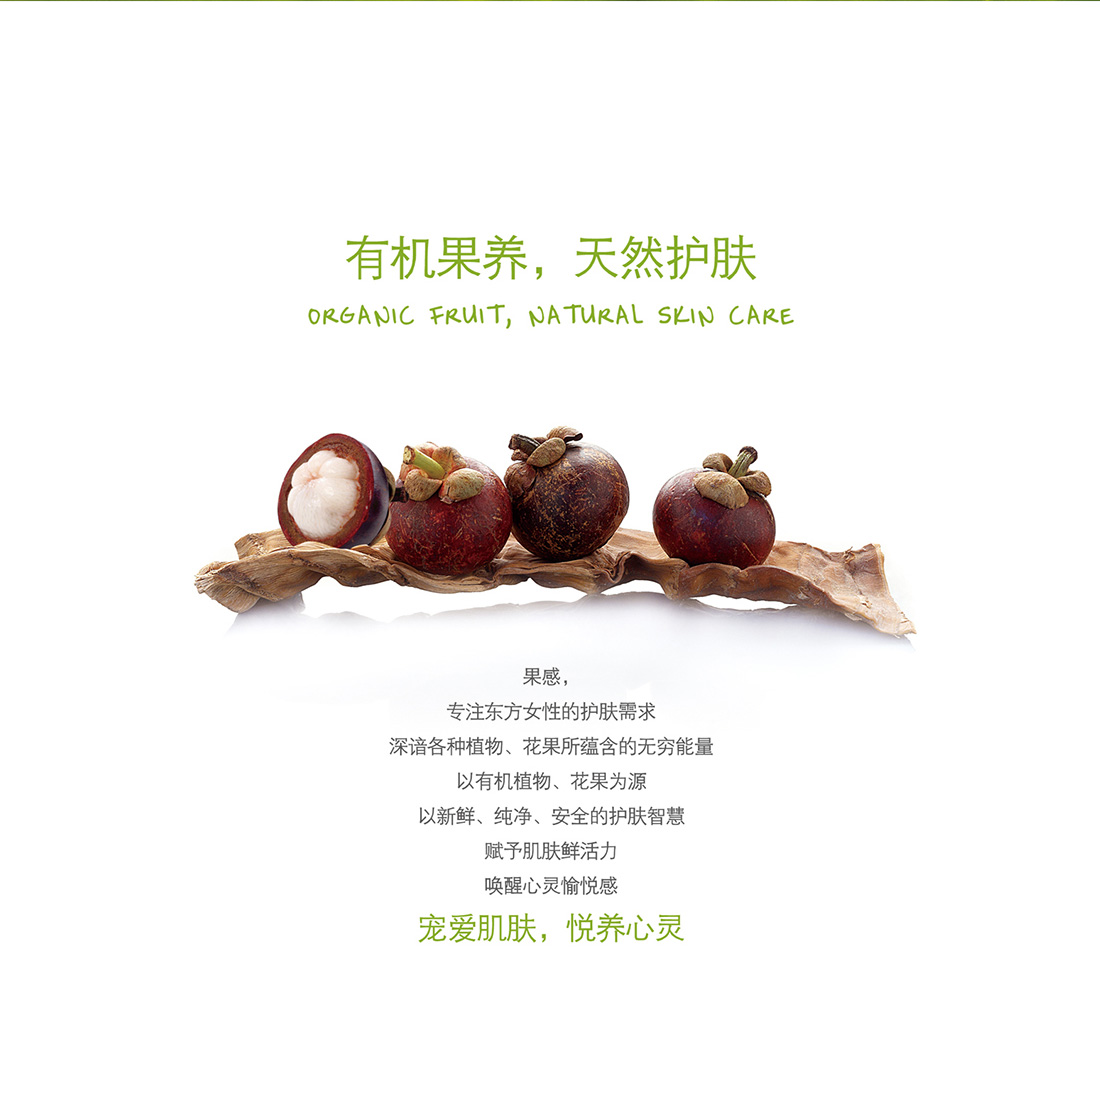 有机果养，天然护肤
ORGANIC FRUIT, NATURAL SKIN CARE
果感，
专注东方女性的护肤需求
深谙各种植物、花果所蕴含的无穷能量
以有机植物、花果为源
以新鲜、纯净、安全的护肤智慧
赋予肌肤鲜活力
唤醒心灵愉悦感
宠爱肌肤，悦养心灵